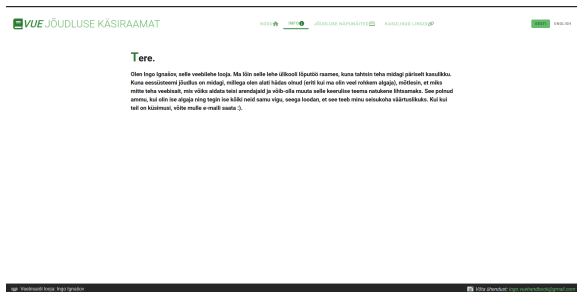 VUE JÕUDLUSE KÄSIRAAMAT
KODU INFO JÕUDLUSE NÄPUNÄITED KASULIKUD LINGID EESTI ENGLISH
Tere.
Olen Ingo Ignašov, selle veebilehe looja. Ma lõin selle lehe ülikooli lõputöö raames, kuna tahtsin teha midagi päriselt kasulikku.
Kuna eessüsteemi jõudlus on midagi, millega olen alati hädas olnud (eriti kui ma olin veel rohkem algaja), mõtlesin, et miks
mitte teha veebisait, mis võiks aidata teisi arendajaid ja võib-olla muuta selle keerulise teema natukene lihtsamaks. See polnud
ammu, kui olin ise algaja ning tegin ise kõiki neid samu vigu, seega loodan, et see teeb minu seisukoha väärtuslikuks. Kui kui
teil on küsimusi, võite mulle e-maili saata :).
Veebisaidi looja: Ingo Ignašov
Võta ühendust: ingo.vuehandbook@gmail.com